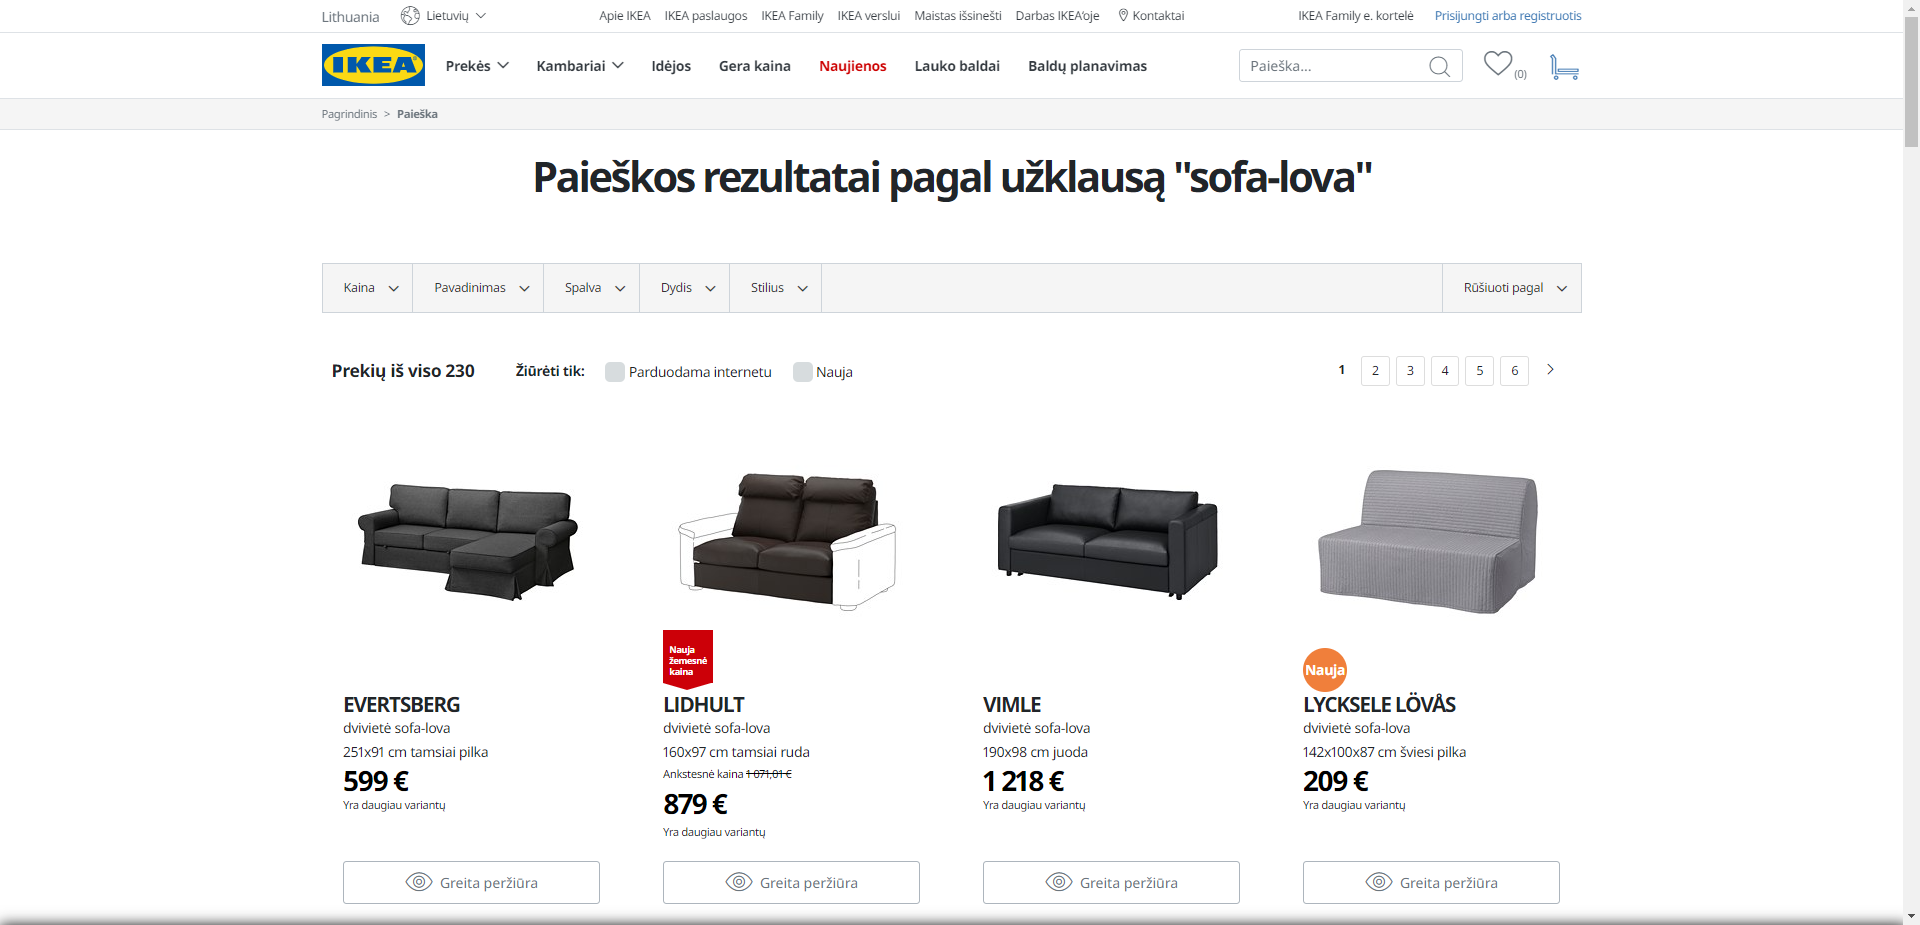 Lithuania
Lietuvių
Apie IKEA IKEA paslaugos IKEA Family IKEA verslui Maistas išsinešti Darbas IKEA'oje Kontaktai
IKEA Family e. kortelė Prisijungti arba registruotis
IKEA
Prekės Kambariai Idėjos Gera kaina Naujienos Lauko baldai Baldų planavimas
Paieška...
(0)
Pagrindinis > Paieška
Paieškos rezultatai pagal užklausą "sofa-lova"
Kaina Pavadinimas Spalva Dydis Stilius Rūšiuoti pagal
Prekių iš viso 230 Žiūrėti tik: Parduodama internetu Nauja
1 2 3 4 5 6
EVERTSBERG
dvivietė sofa-lova
251x91 cm tamsiai pilka
599 €
Yra daugiau variantų
Greita peržiūra
Nauja
žemesnė
kaina
LIDHULT
dvivietė sofa-lova
160x97 cm tamsiai ruda
Ankstesnė kaina 1 071,01 €
879 €
Yra daugiau variantų
Greita peržiūra
VIMLE
dvivietė sofa-lova
190x98 cm juoda
1 218 €
Yra daugiau variantų
Greita peržiūra
Nauja
LYCKSELE LÖVÅS
dvivietė sofa-lova
142x100x87 cm šviesi pilka
209 €
Yra daugiau variantų
Greita peržiūra